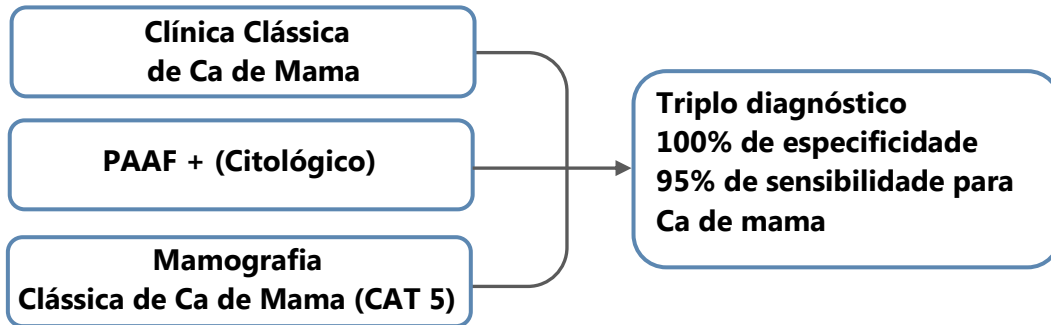 Clínica Clássica
de Ca de Mama
PAAF + (Citológico)
Mamografia
Clássica de Ca de Mama (CAT 5)
Triplo diagnóstico
100% de especificidade
95% de sensibilidade para
Ca de mama